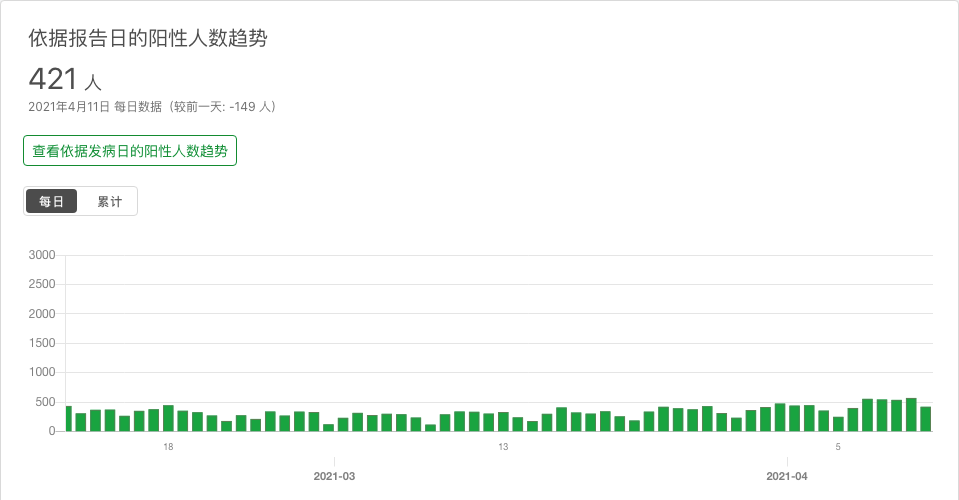 依据报告日的阳性人数趋势
421 人
2021年4月11日 每日数据（较前一天: -149 人）
查看依据发病日的阳性人数趋势
每日 累计
3000
2500
2000
1500
1000
500
0
18 13 5
2021-03 2021-04